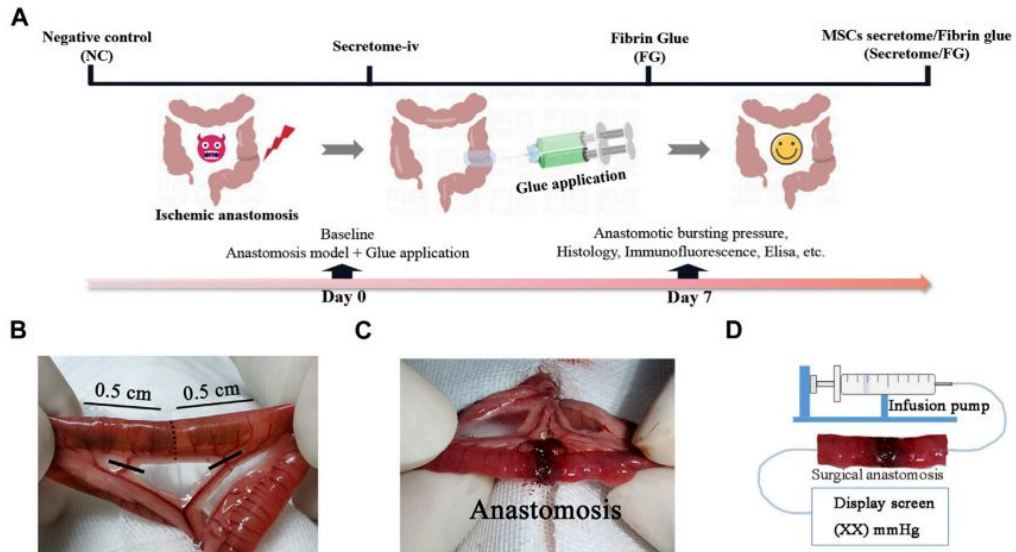 A
Negative control
(NC)
Secretome-iv
Fibrin Glue
(FG)
MSCs secretome/Fibrin glue
(Secretome/FG)
Ischemic anastomosis
Glue application
Baseline
Anastomosis model + Glue application
Anastomotic bursting pressure,
Histology, Immunofluorescence, Elisa, etc.
Day 0
Day 7
B
0.5 cm
0.5 cm
C
Anastomosis
D
Infusion pump
Surgical anastomosis
Display screen
(XX) mmHg